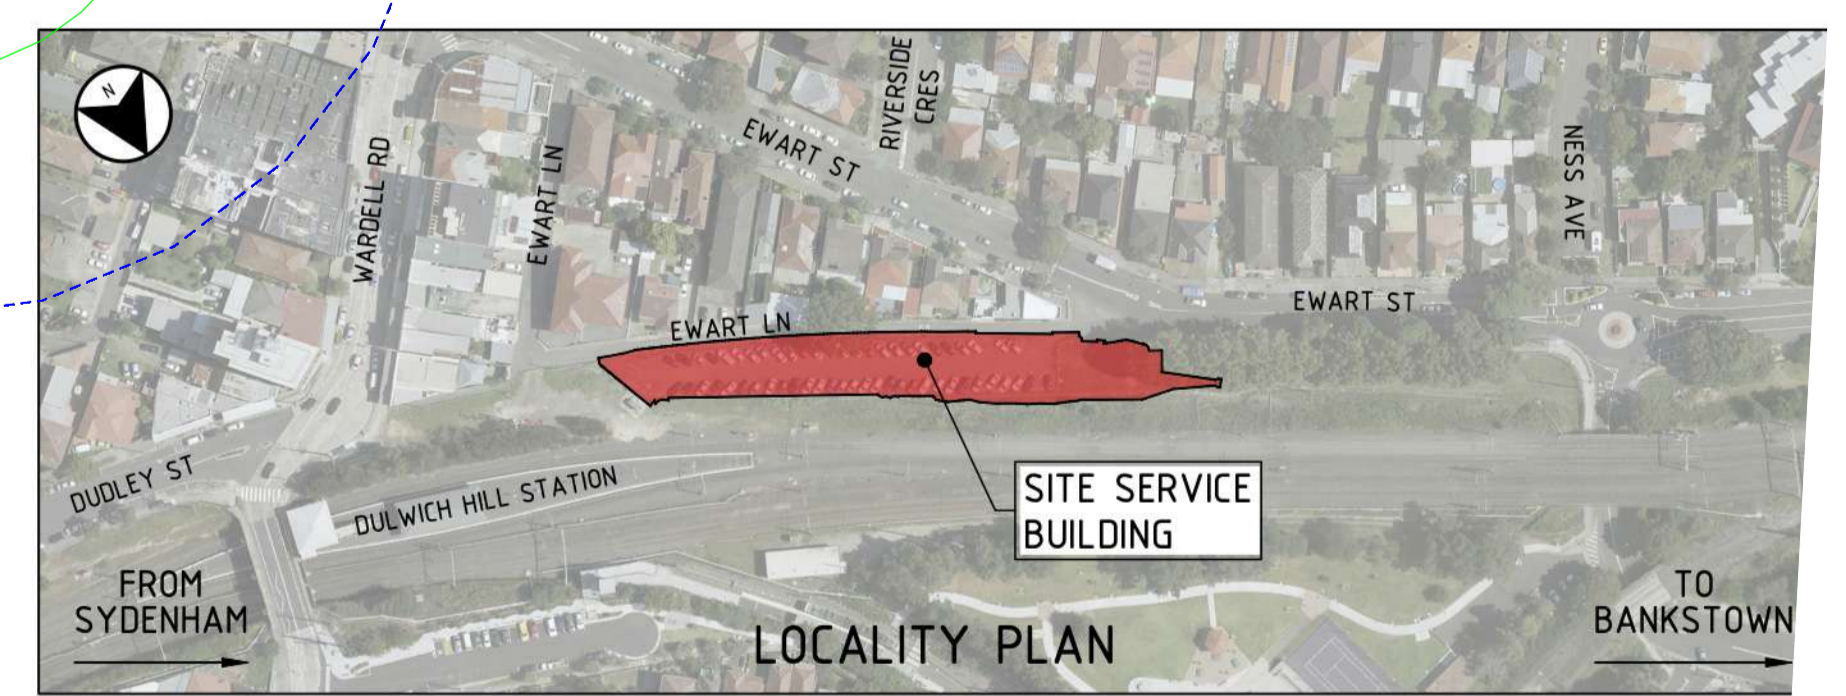 N
RIVERSIDE
CRES
EWART ST
WARDELL RD
EWART LN
NESS AVE
EWART ST
EWART LN
DUDLEY ST
DULWICH HILL STATION
SITE SERVICE
BUILDING
FROM
SYDENHAM
LOCALITY PLAN
TO
BANKSTOWN